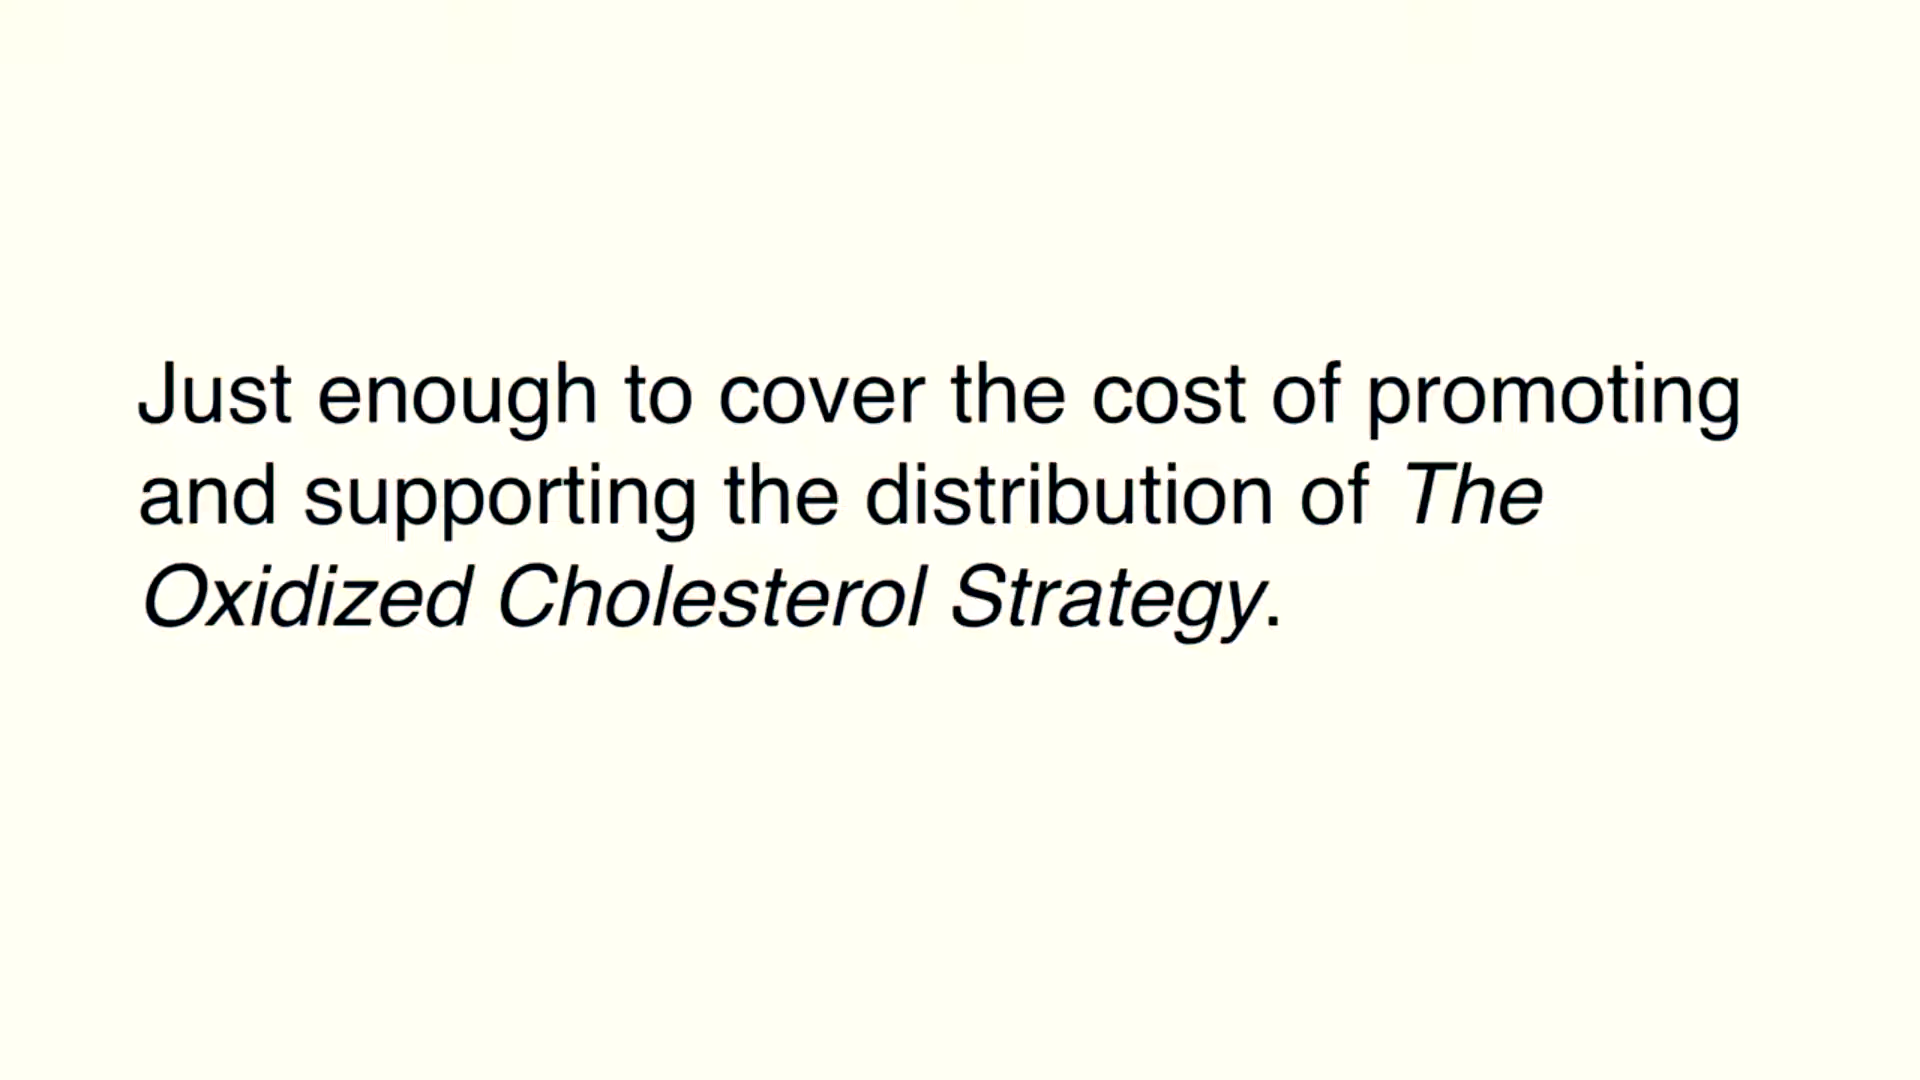 Just enough to cover the cost of promoting
and supporting the distribution of The
Oxidized Cholesterol Strategy.